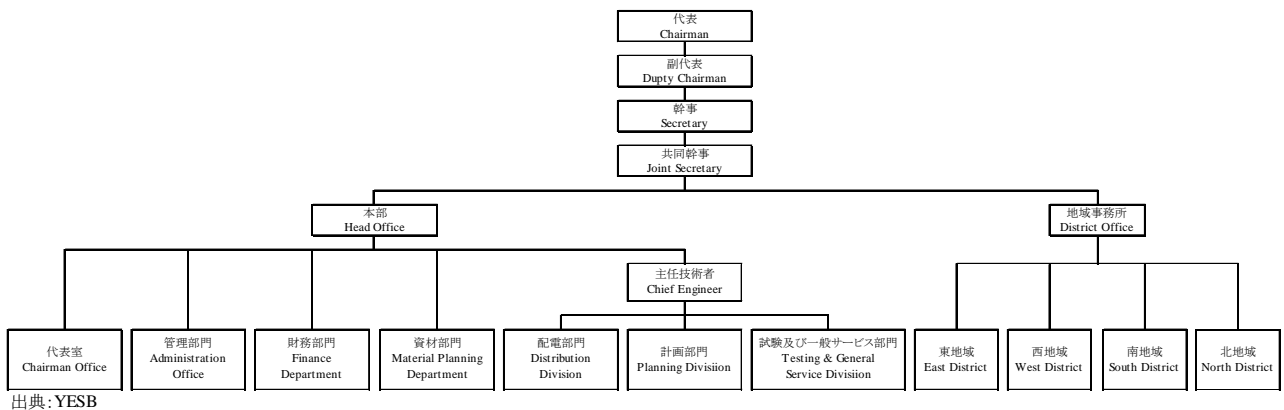 代表
Chairman
副代表
Dupty Chairman
幹事
Secretary
共同幹事
Joint Secretary
本部
Head Office
地域事務所
District Office
主任技術者
Chief Engineer
代表室
Chairman Office
管理部門
Administration
Office
財務部門
Finance
Department
資材部門
Material Planning
Department
配電部門
Distribution
Division
計画部門
Planning Divisiion
試験及び一般サービス部門
Testing & General
Service Divisiion
東地域
East District
西地域
West District
南地域
South District
北地域
North District
出典:YESB